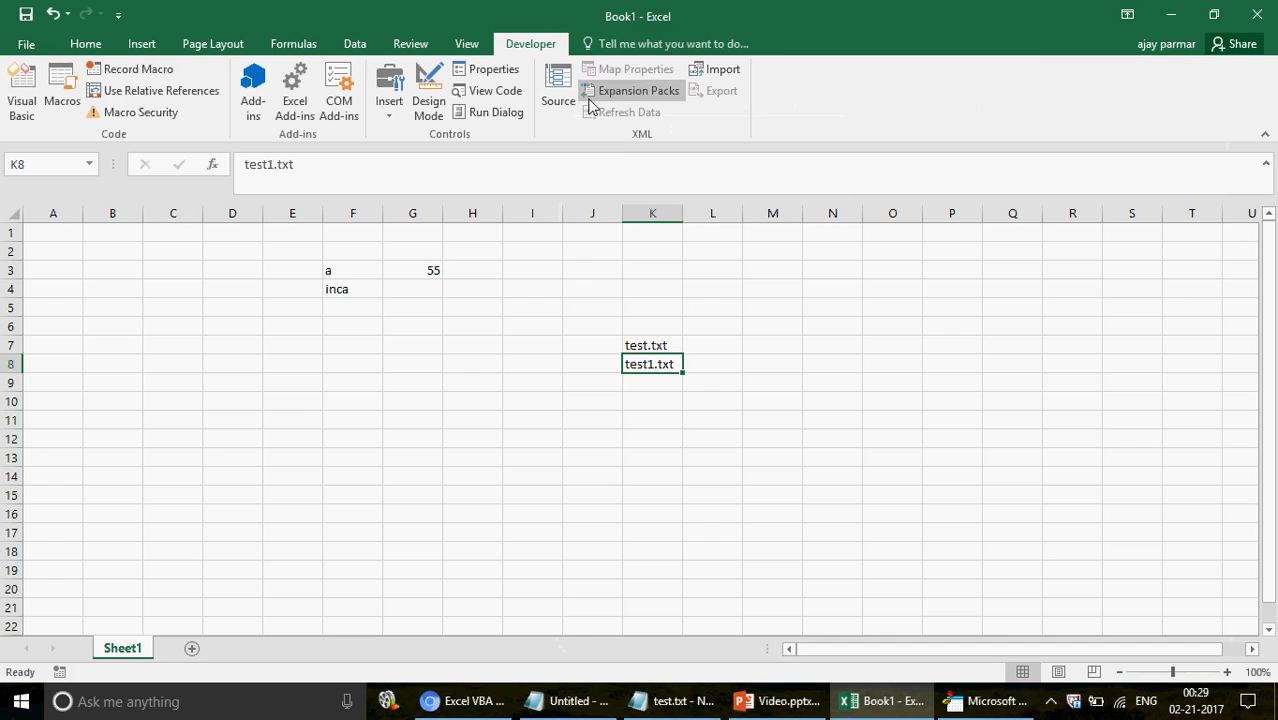 Book1 - Excel
File Home Insert Page Layout Formulas Data Review View Developer Tell me what you want to do... ajay parmar Share
Visual Basic
Macros
Record Macro
Use Relative References
Macro Security
Code
Add-ins
Excel Add-ins
COM Add-ins
Add-ins
Insert
Design Mode
Properties
View Code
Run Dialog
Controls
Source
Map Properties
Expansion Packs
Refresh Data
Import
Export
XML
K8 fx test1.txt
A B C D E F G H I J K L M N O P Q R S T U
1
2
3 a 55
4 inca
5
6
7 test.txt
8 test1.txt
9
10
11
12
13
14
15
16
17
18
19
20
21
22
Sheet1
Ready 100%
Ask me anything Excel VBA ... Untitled - ... test.txt - N... Video.pptx... Book1 - Ex... Microsoft ... ENG 00:29
02-21-2017